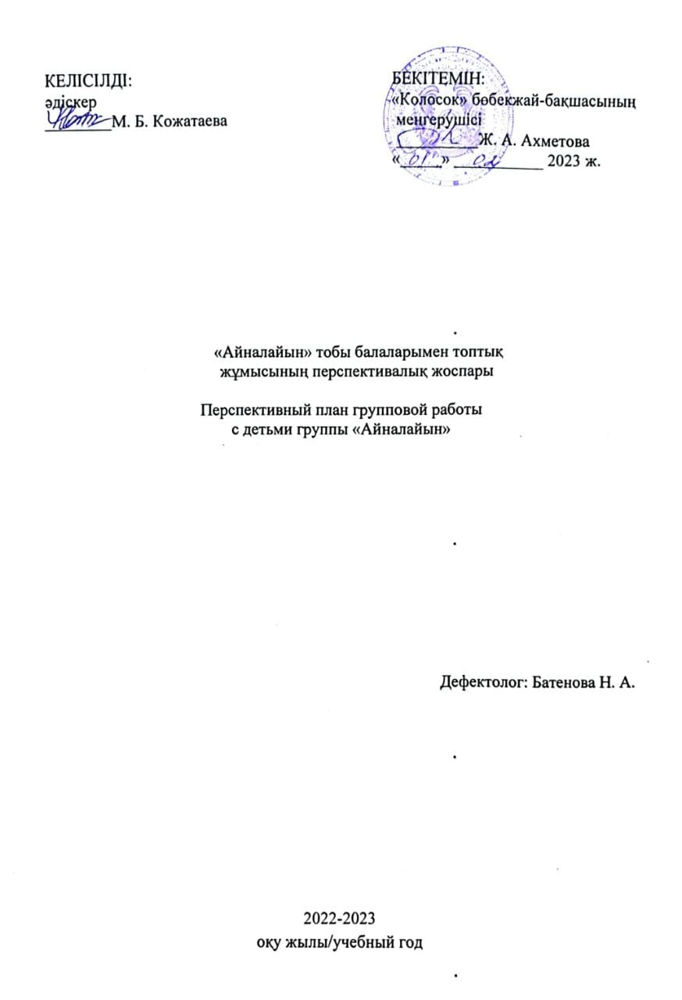 КЕЛІСІЛДІ:
әдіскер
________М. Б. Кожатаева
БЕКІТЕМІН:
«Колосок» бөбекжай-бақшасының
меңгерушісі
__________Ж. А. Ахметова
« 01 » 02 2023 ж.
«Айналайын» тобы балаларымен топтық
жұмысының перспективалық жоспары
Перспективный план групповой работы
с детьми группы «Айналайын»
Дефектолог: Батенова Н. А.
2022-2023
оқу жылы/учебный год